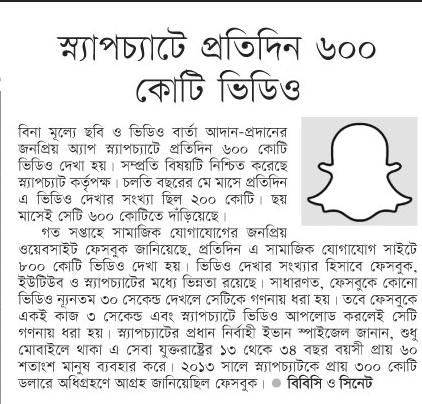 স্ন্যাপচ্যাটে প্রতিদিন ৬০০
কোটি ভিডিও
বিনা মূল্যে ছবি ও ভিডিও বার্তা আদান-প্রদানের
জনপ্রিয় অ্যাপ স্ন্যাপচ্যাটে প্রতিদিন ৬০০ কোটি
ভিডিও দেখা হয়। সম্প্রতি বিষয়টি নিশ্চিত করেছে
স্ন্যাপচ্যাট কর্তৃপক্ষ। চলতি বছরের মে মাসে প্রতিদিন
এ ভিডিও দেখার সংখ্যা ছিল ২০০ কোটি। ছয়
মাসেই সেটি ৬০০ কোটিতে দাঁড়িয়েছে।
গত সপ্তাহে সামাজিক যোগাযোগের জনপ্রিয়
ওয়েবসাইট ফেসবুক জানিয়েছে, প্রতিদিন এ সামাজিক যোগাযোগ সাইটে
৮০০ কোটি ভিডিও দেখা হয়। ভিডিও দেখার সংখ্যার হিসাবে ফেসবুক,
ইউটিউব ও স্ন্যাপচ্যাটের মধ্যে ভিন্নতা রয়েছে। সাধারণত, ফেসবুকে কোনো
ভিডিও ন্যূনতম ৩০ সেকেন্ড দেখলে সেটিকে গণনায় ধরা হয়। তবে ফেসবুকে
একই কাজ ৩ সেকেন্ড এবং স্ন্যাপচ্যাটে ভিডিও আপলোড করলেই সেটি
গণনায় ধরা হয়। স্ন্যাপচ্যাটের প্রধান নির্বাহী ইভান স্পাইজেল জানান, শুধু
মোবাইলে থাকা এ সেবা যুক্তরাষ্ট্রের ১৩ থেকে ৩৪ বছর বয়সী প্রায় ৬০
শতাংশ মানুষ ব্যবহার করে। ২০১৩ সালে স্ন্যাপচ্যাটকে প্রায় ৩০০ কোটি
ডলারে অধিগ্রহণে আগ্রহ জানিয়েছিল ফেসবুক। ● বিবিসি ও সিনেট